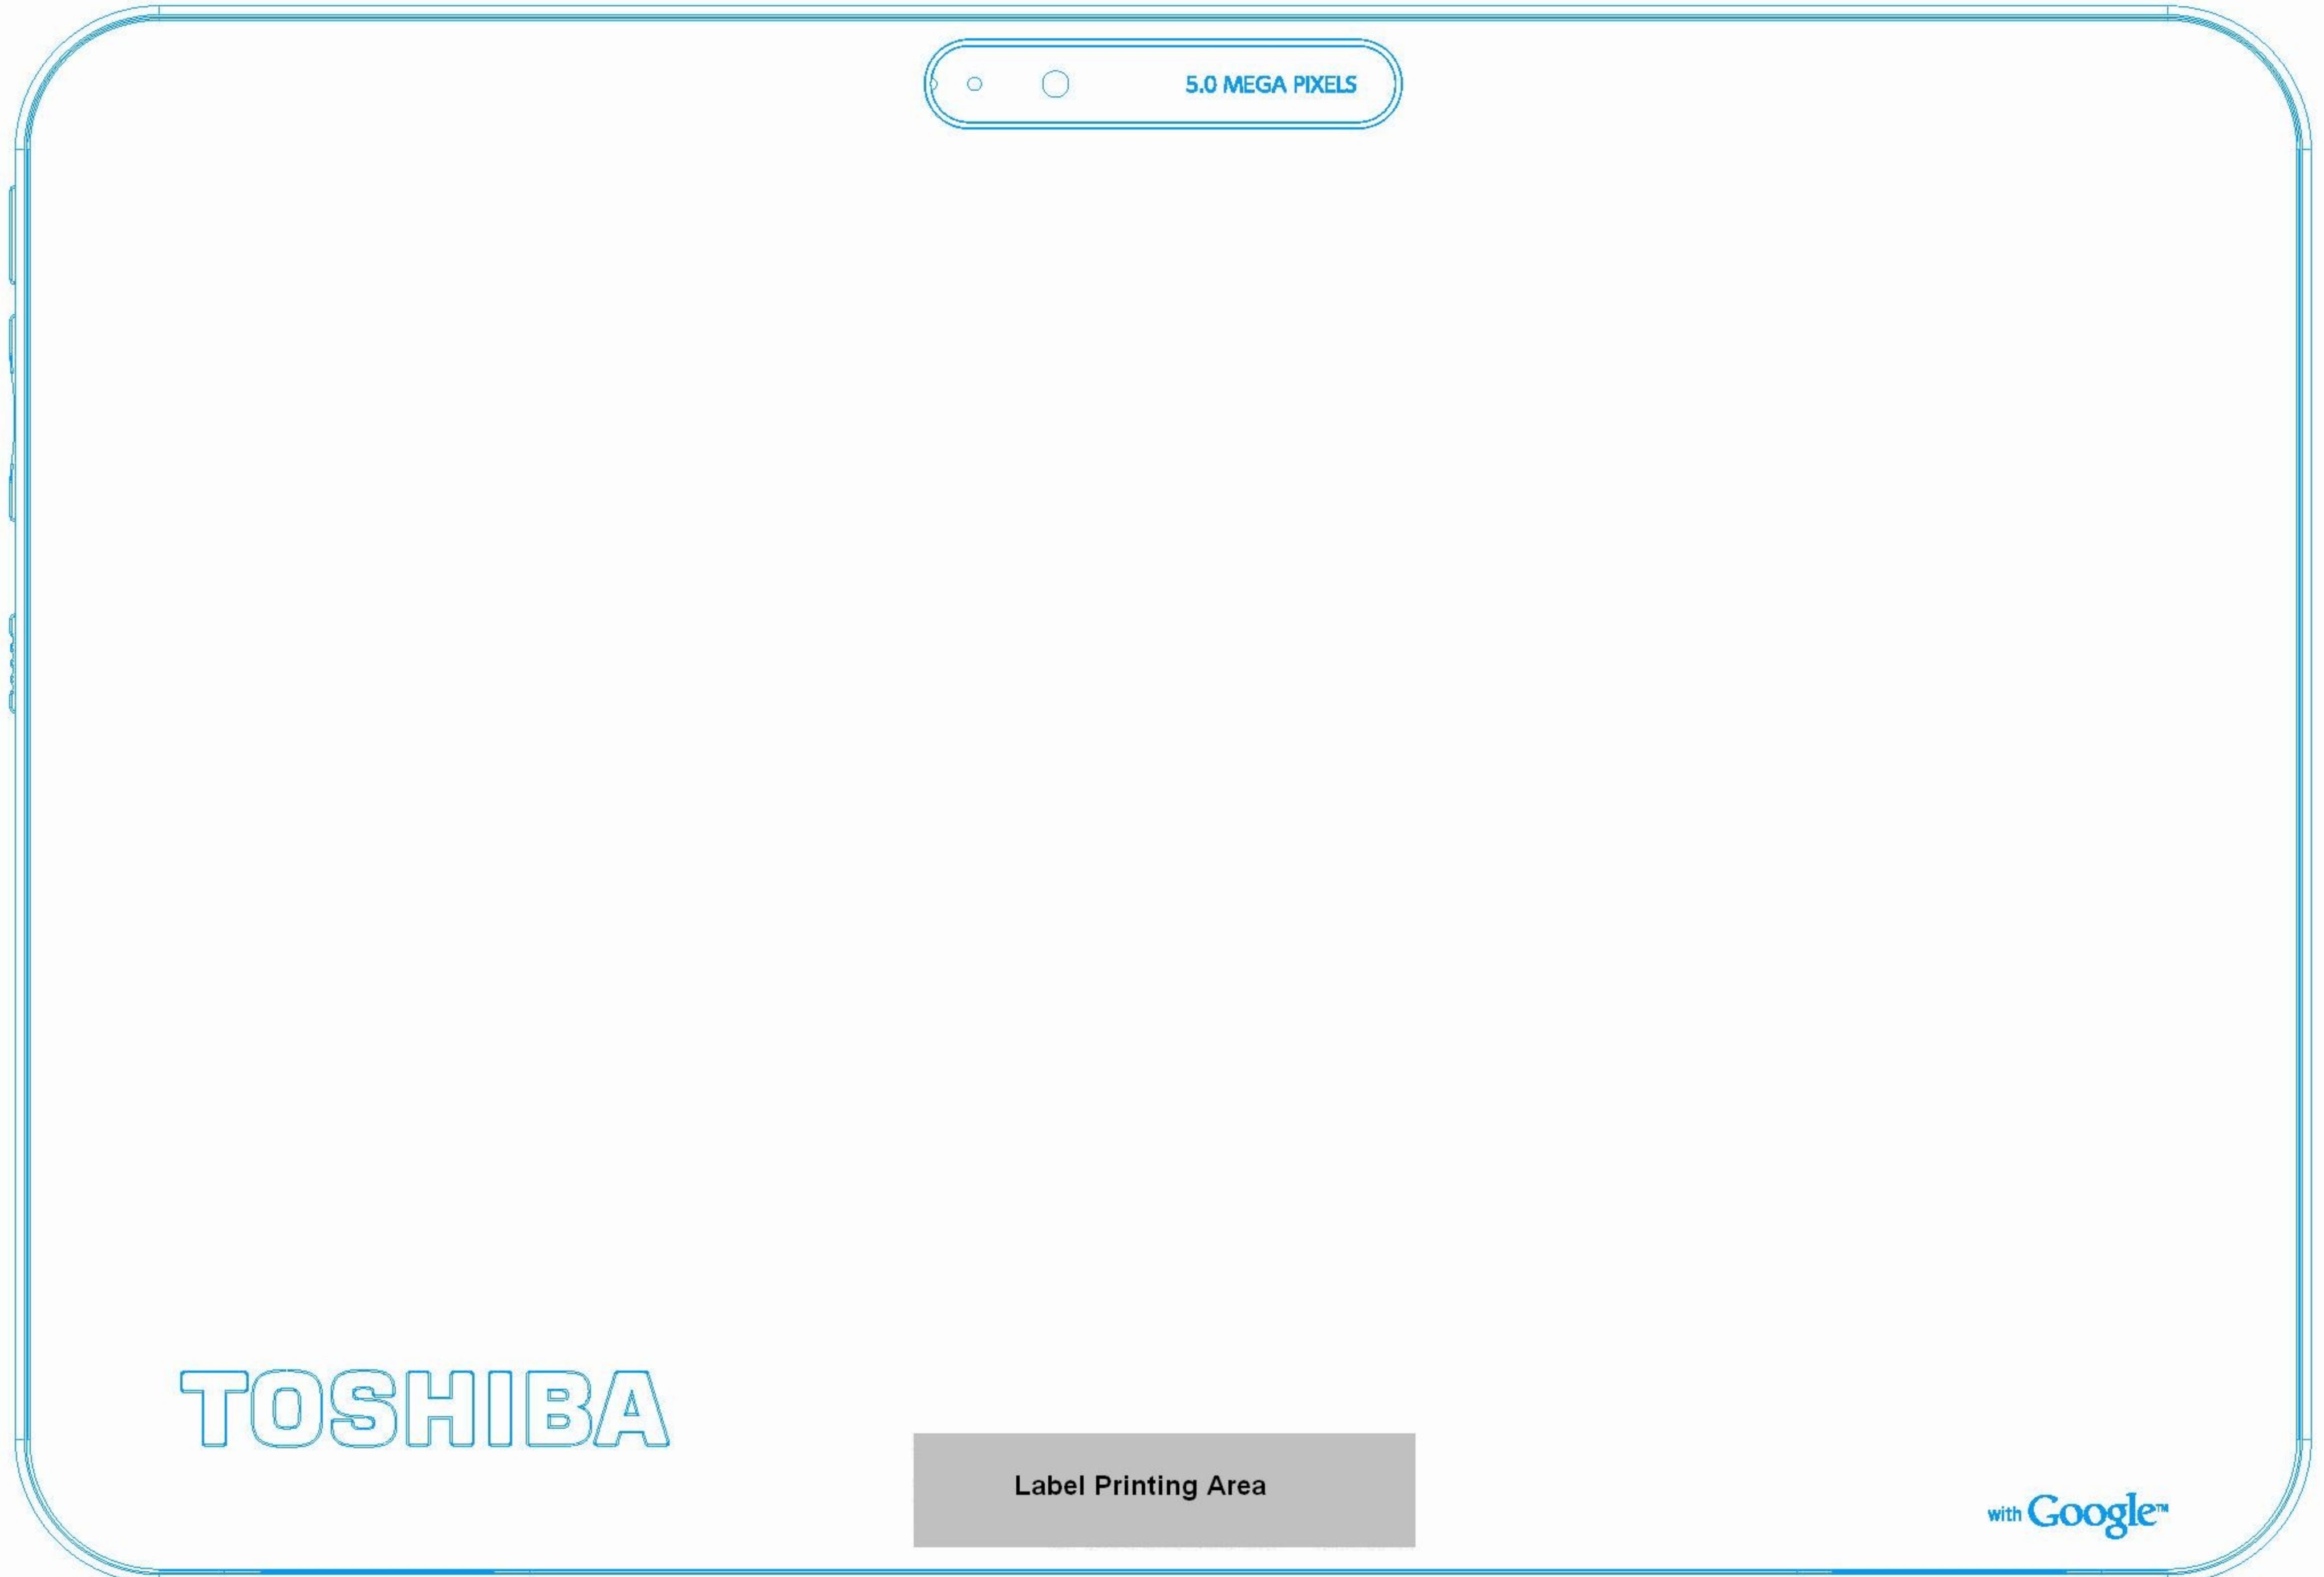 5.0 MEGA PIXELS
TOSHIBA
Label Printing Area
with Google™